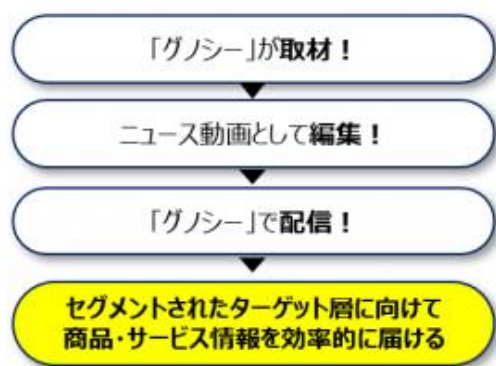 「グノシー」が取材！
ニュース動画として編集！
「グノシー」で配信！
セグメントされたターゲット層に向けて
商品・サービス情報を効率的に届ける